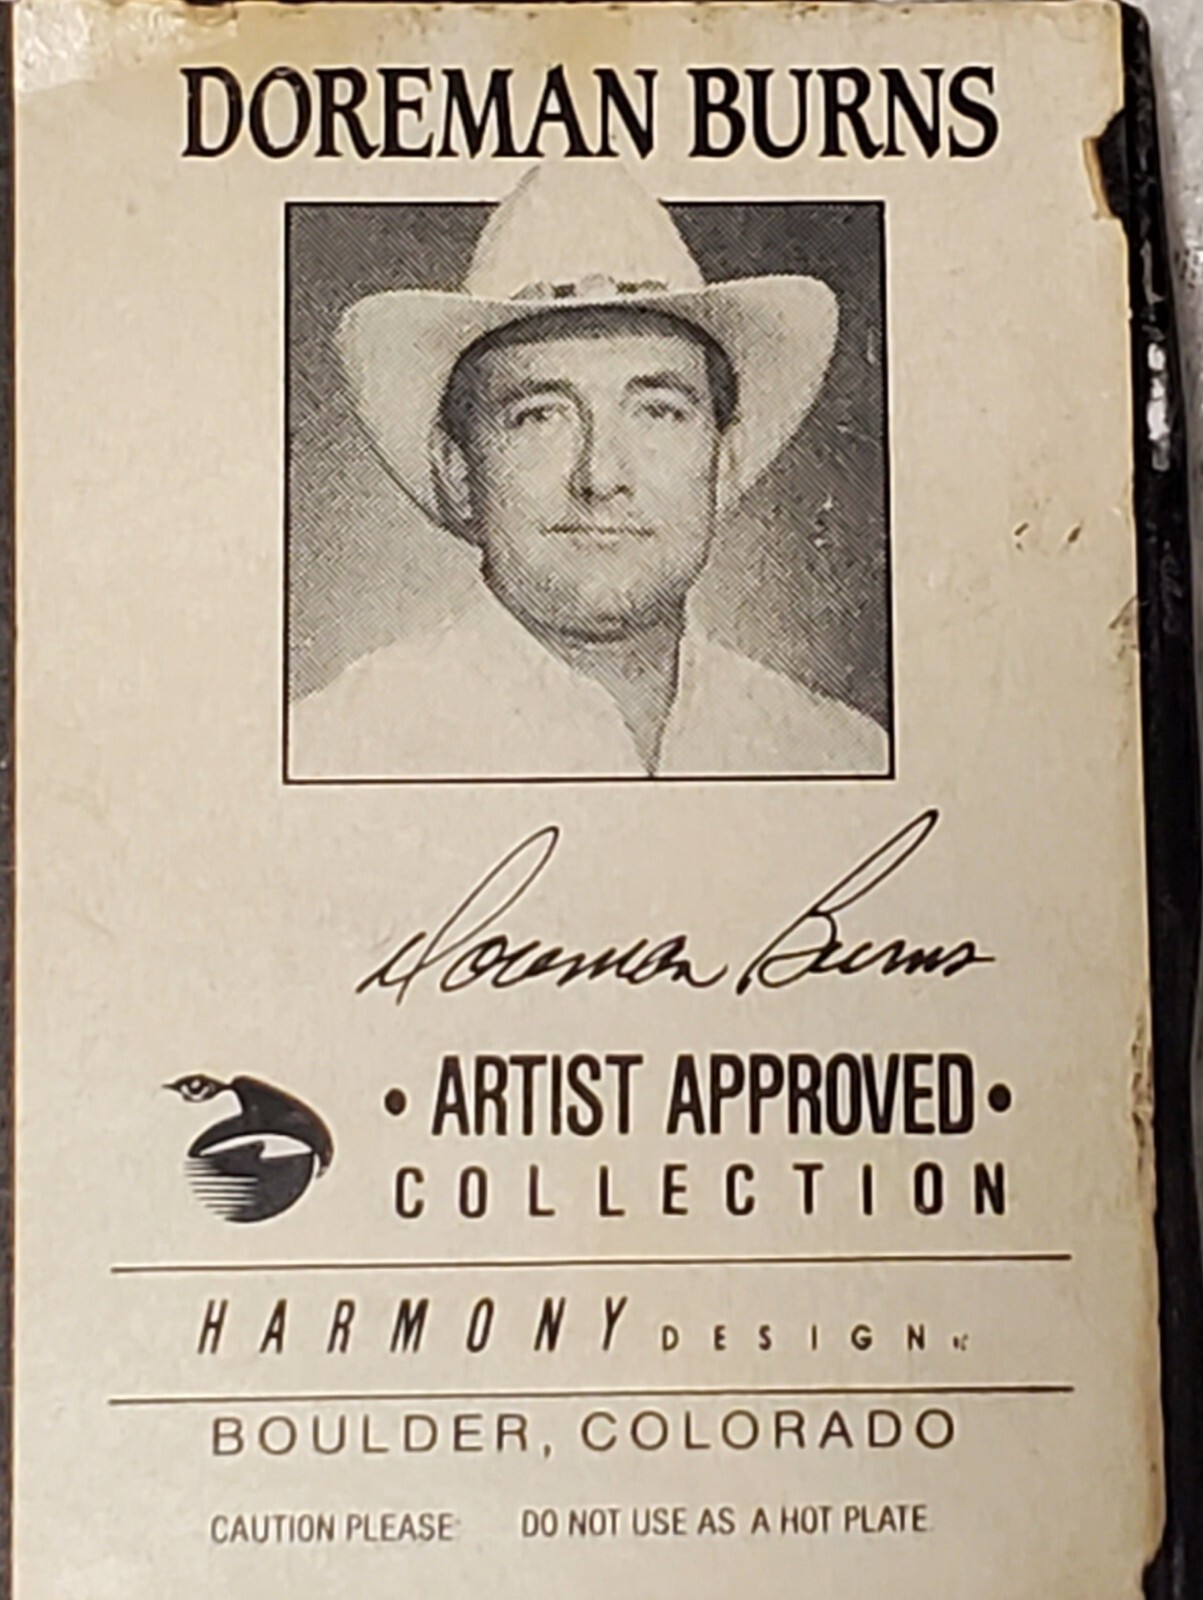 DOREMAN BURNS
Doreman Burns
• ARTIST APPROVED •
COLLECTION
HARMONY DESIGN
BOULDER, COLORADO
CAUTION PLEASE DO NOT USE AS A HOT PLATE